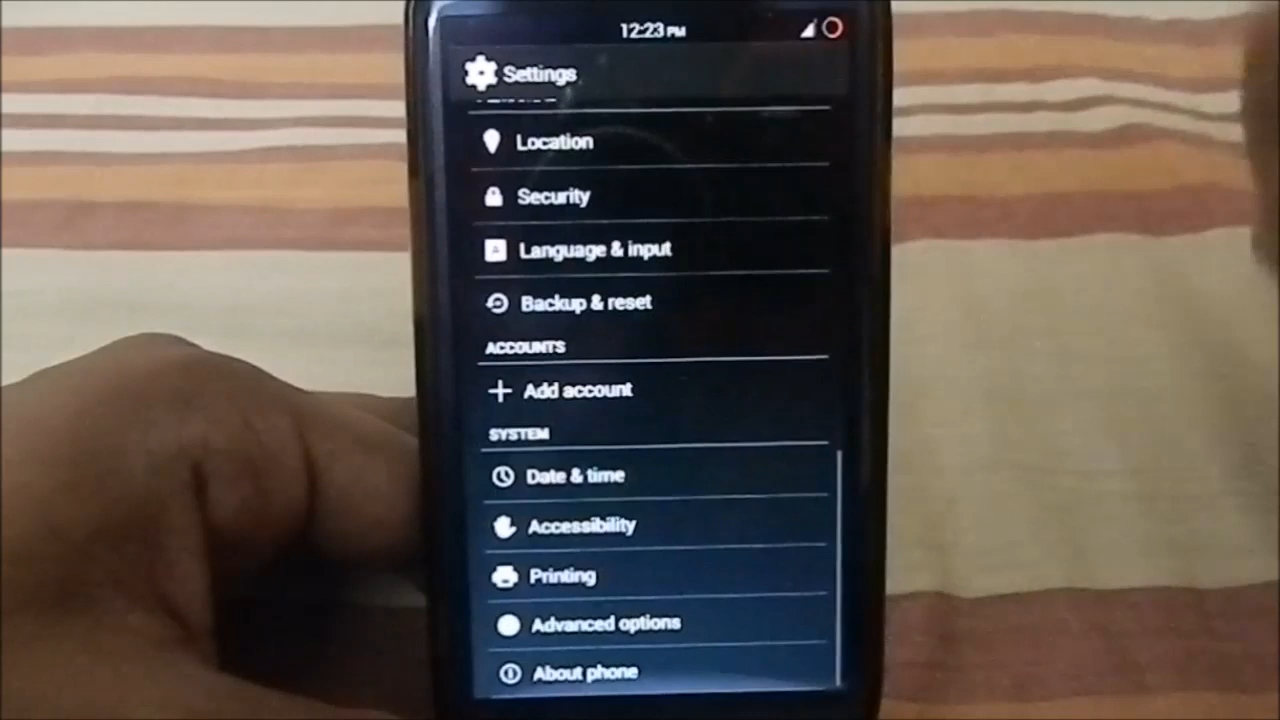 12:23 PM
Settings
Location
Security
Language & input
Backup & reset
ACCOUNTS
Add account
SYSTEM
Date & time
Accessibility
Printing
Advanced options
About phone